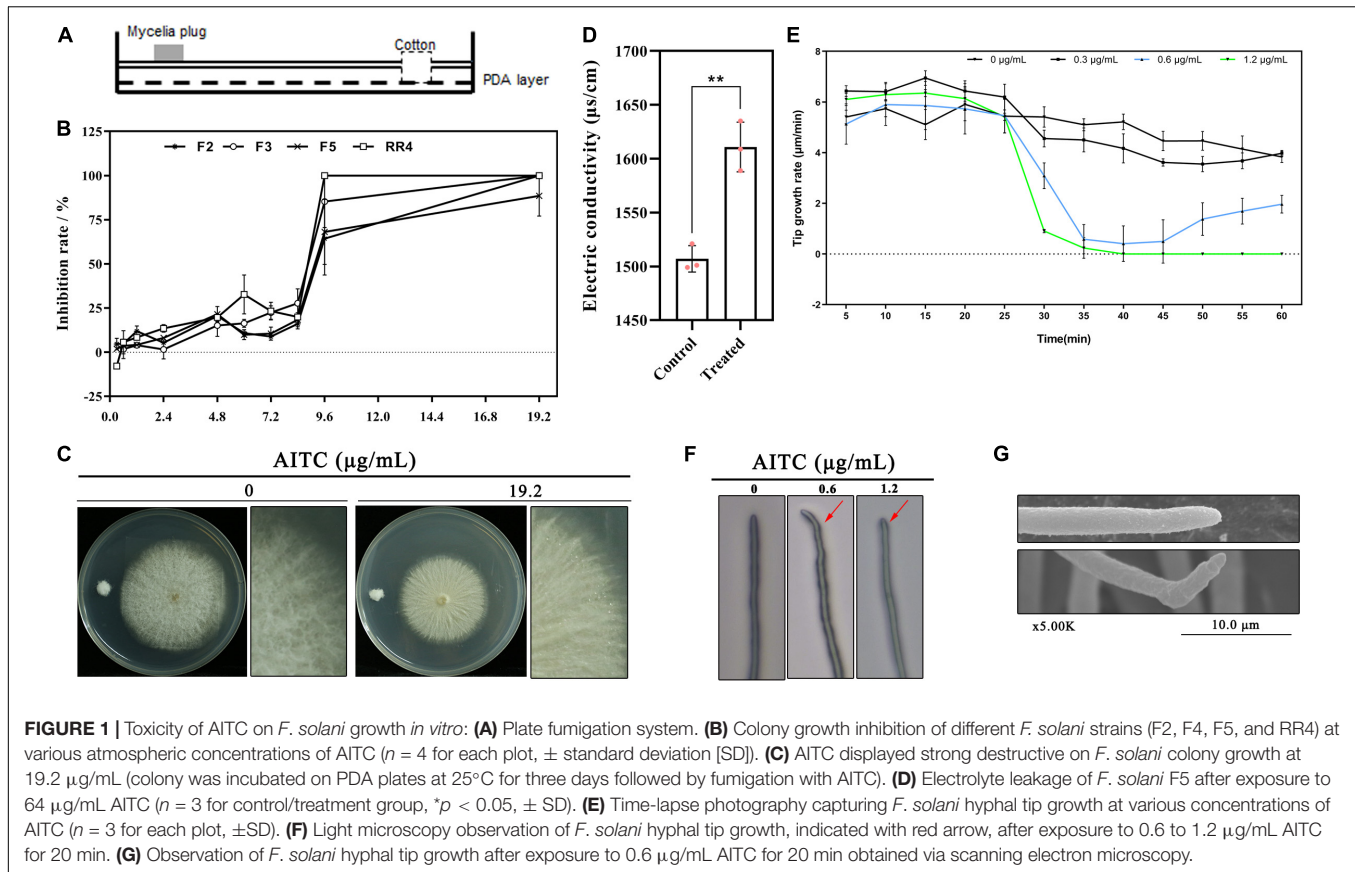 A
Mycelia plug
Cotton
PDA layer
B
Inhibition rate / %
125
100
75
50
25
0
-25
F2 F3 F5 RR4
0.0 2.4 4.8 7.2 9.6 12.0 14.4 16.8 19.2
C
AITC (µg/mL)
0 19.2
D
Electric conductivity (µs/cm)
1700
1650
1600
1550
1500
1450
**
Control Treated
E
0 µg/mL 0.3 µg/mL 0.6 µg/mL 1.2 µg/mL
Tip growth rate (µm/min)
8
6
4
2
0
-2
5 10 15 20 25 30 35 40 45 50 55 60
Time(min)
F
AITC (µg/mL)
0 0.6 1.2
G
x5.00K 10.0 µm
FIGURE 1 | Toxicity of AITC on F. solani growth in vitro: (A) Plate fumigation system. (B) Colony growth inhibition of different F. solani strains (F2, F4, F5, and RR4) at
various atmospheric concentrations of AITC (n = 4 for each plot, ± standard deviation [SD]). (C) AITC displayed strong destructive on F. solani colony growth at
19.2 µg/mL (colony was incubated on PDA plates at 25°C for three days followed by fumigation with AITC). (D) Electrolyte leakage of F. solani F5 after exposure to
64 µg/mL AITC (n = 3 for control/treatment group, *p < 0.05, ± SD). (E) Time-lapse photography capturing F. solani hyphal tip growth at various concentrations of
AITC (n = 3 for each plot, ±SD). (F) Light microscopy observation of F. solani hyphal tip growth, indicated with red arrow, after exposure to 0.6 to 1.2 µg/mL AITC
for 20 min. (G) Observation of F. solani hyphal tip growth after exposure to 0.6 µg/mL AITC for 20 min obtained via scanning electron microscopy.